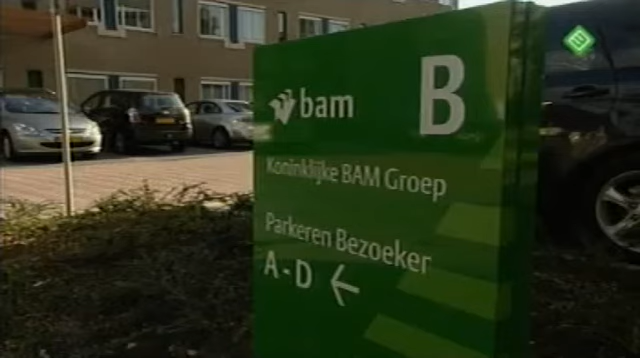 bam
B
Koninklijke BAM Groep
Parkeren Bezoeker
A-D ←